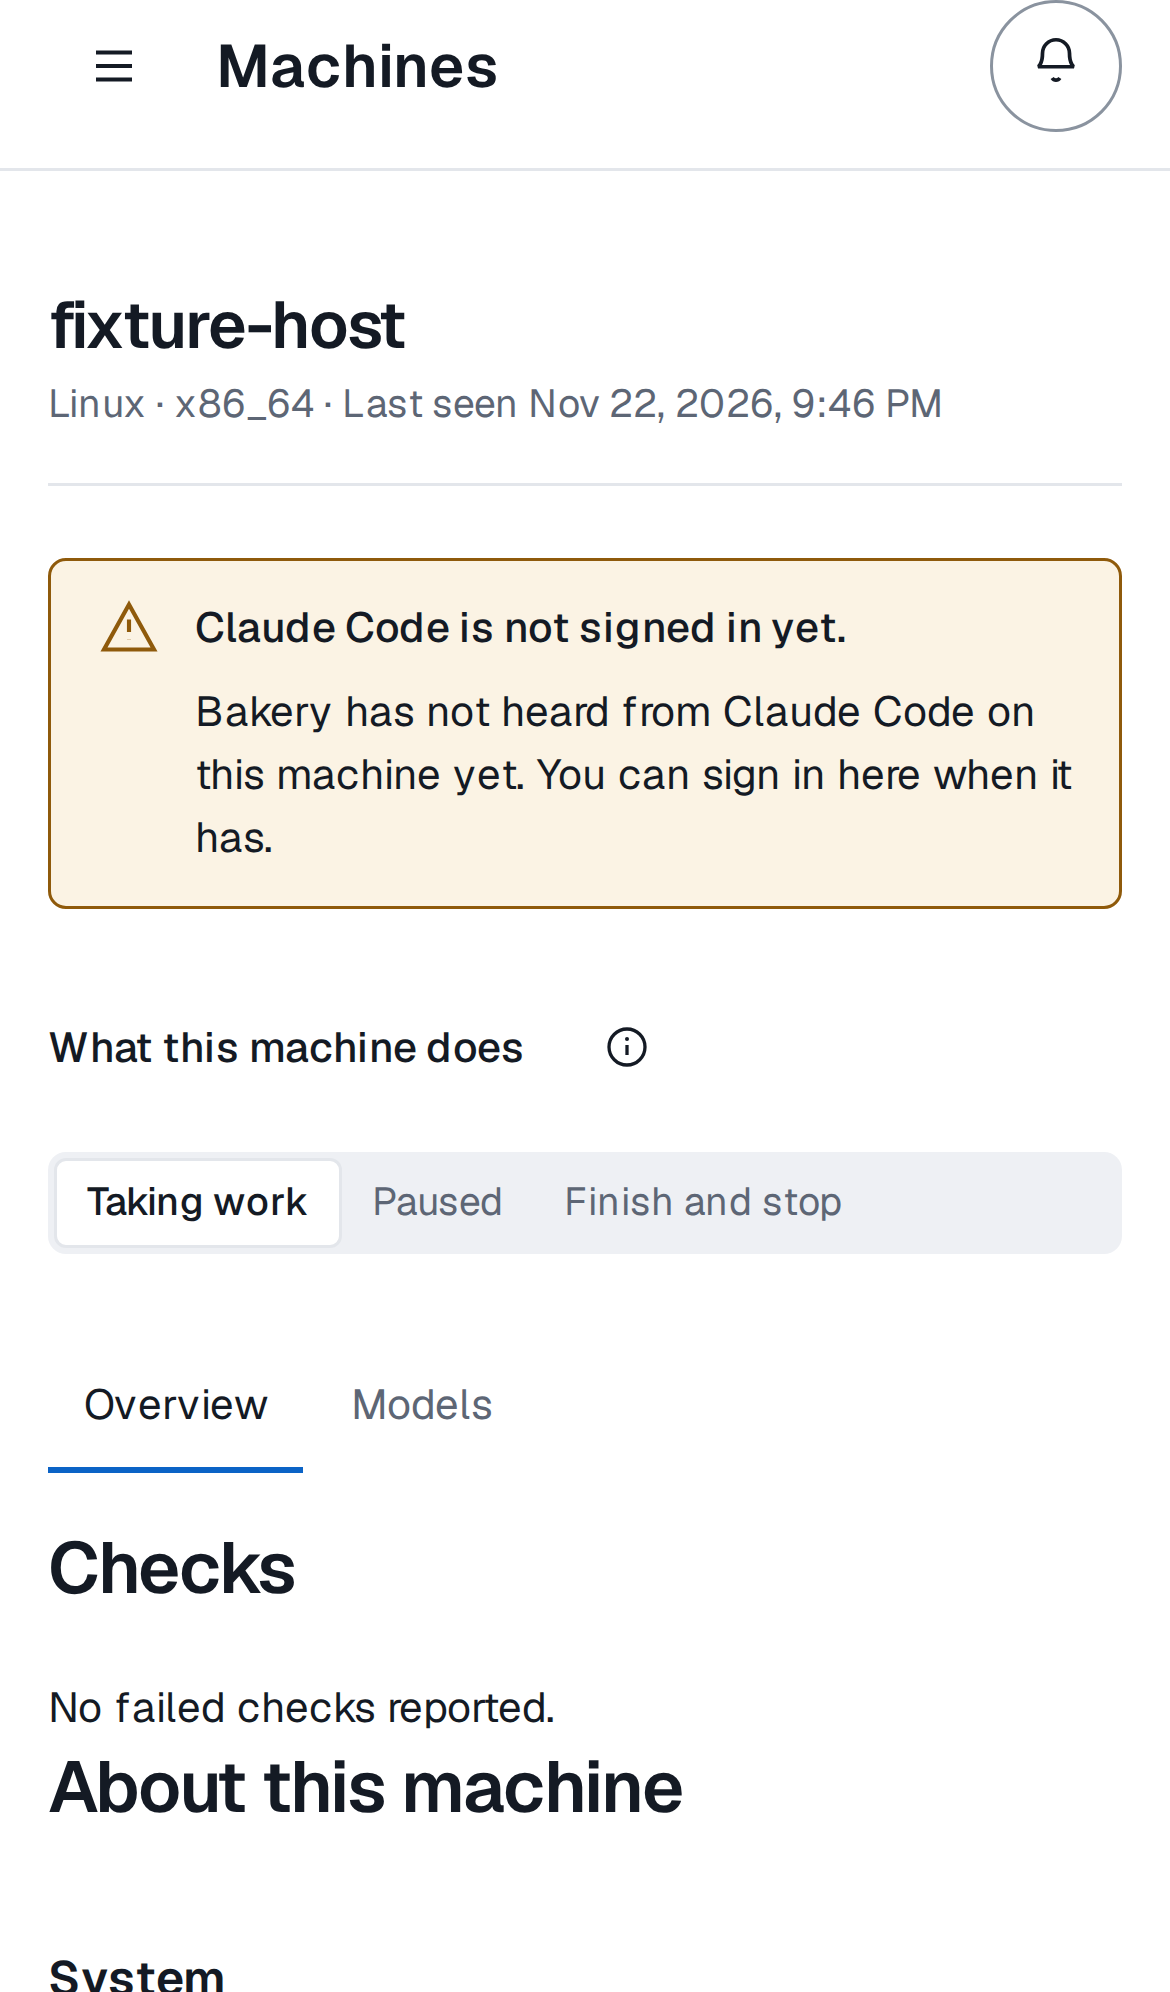 Machines
fixture-host
Linux · x86_64 · Last seen Nov 22, 2026, 9:46 PM
Claude Code is not signed in yet.
Bakery has not heard from Claude Code on
this machine yet. You can sign in here when it
has.
What this machine does
Taking work Paused Finish and stop
Overview Models
Checks
No failed checks reported.
About this machine
System